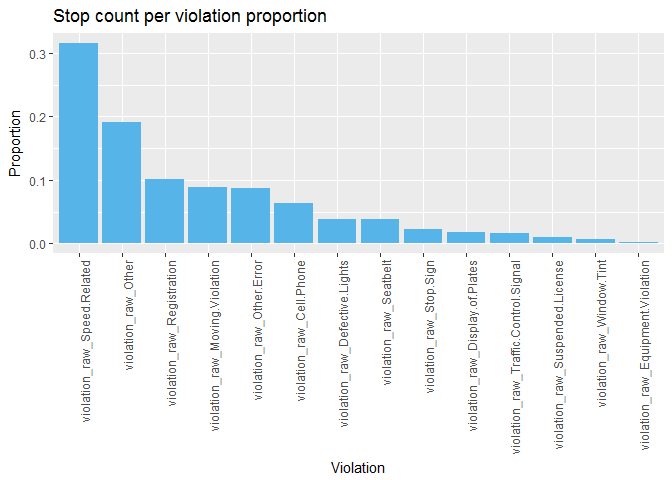 Stop count per violation proportion
Proportion
0.3
0.2
0.1
0.0
violation_raw_Speed.Related
violation_raw_Other
violation_raw_Registration
violation_raw_Moving.Violation
violation_raw_Other.Error
violation_raw_Cell.Phone
violation_raw_Defective.Lights
violation_raw_Seatbelt
violation_raw_Stop.Sign
violation_raw_Display.of.Plates
violation_raw_Traffic.Control.Signal
violation_raw_Suspended.License
violation_raw_Window.Tint
violation_raw_Equipment.Violation
Violation